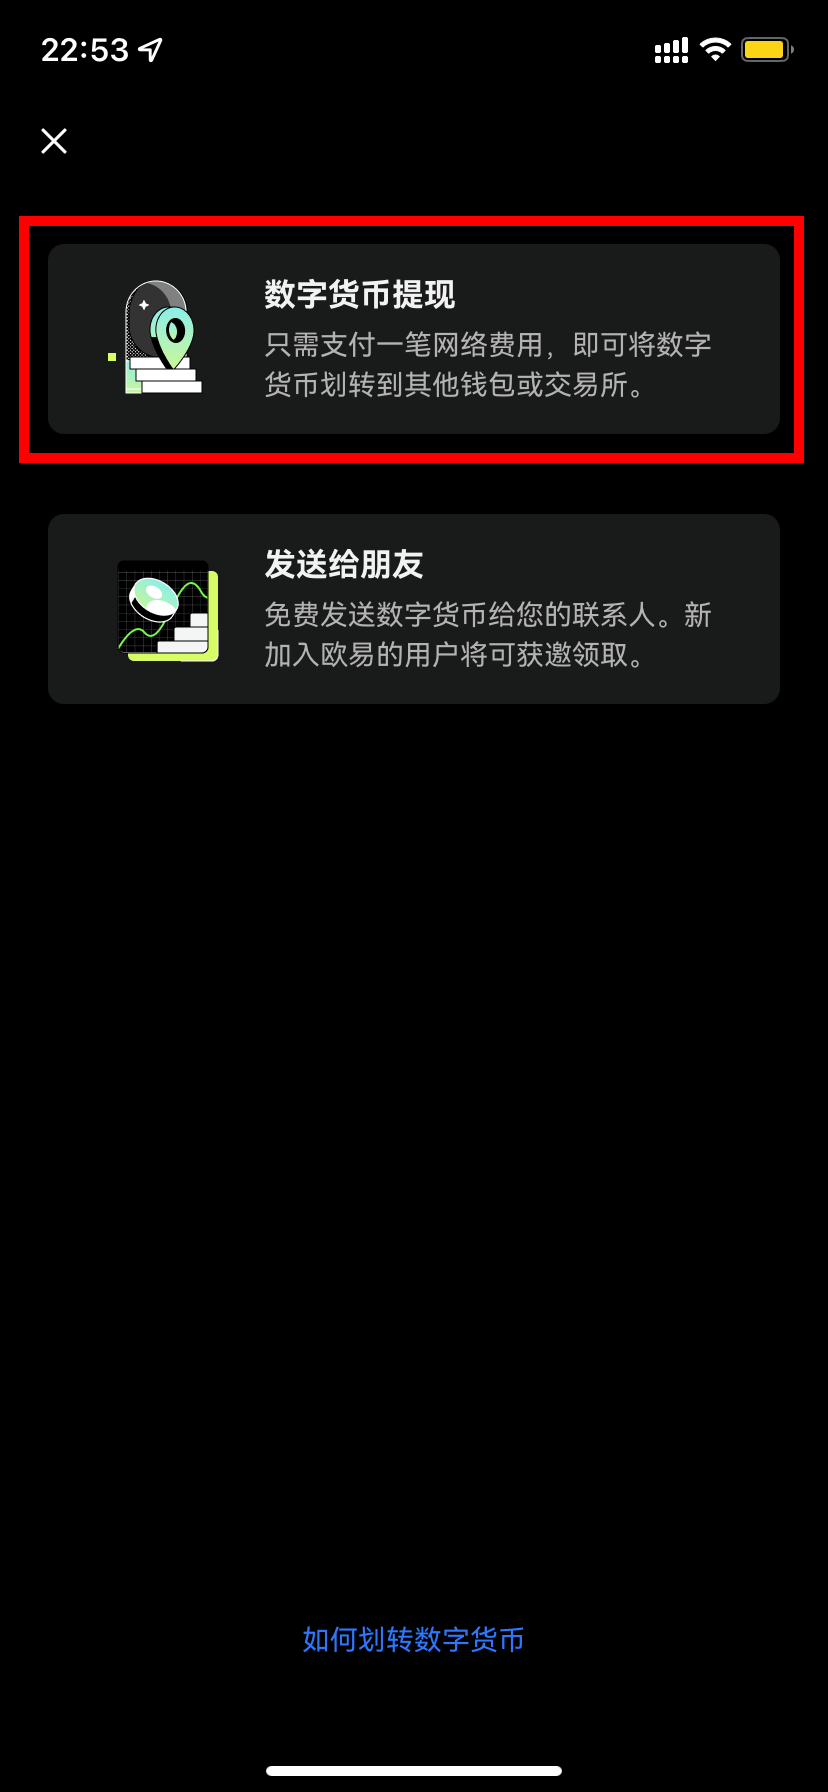 22:53
数字货币提现
只需支付一笔网络费用，即可将数字
货币划转到其他钱包或交易所。
发送给朋友
免费发送数字货币给您的联系人。新
加入欧易的用户将可获邀领取。
如何划转数字货币